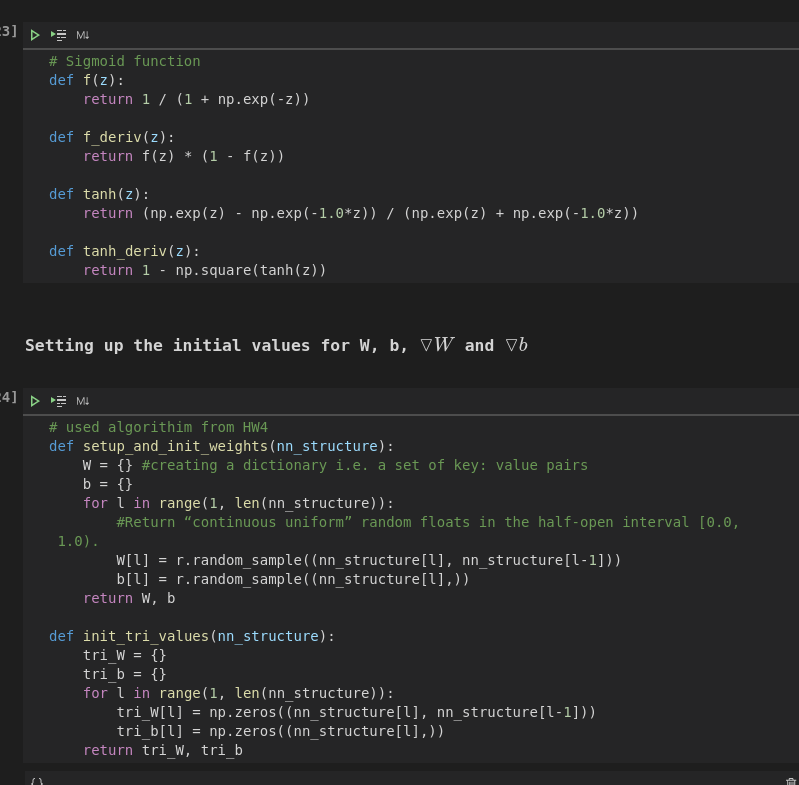 3]
M↓
# Sigmoid function
def f(z):
    return 1 / (1 + np.exp(-z))
def f_deriv(z):
    return f(z) * (1 - f(z))
def tanh(z):
    return (np.exp(z) - np.exp(-1.0*z)) / (np.exp(z) + np.exp(-1.0*z))
def tanh_deriv(z):
    return 1 - np.square(tanh(z))
Setting up the initial values for W, b, ▽W and ▽b
4]
M↓
# used algorithim from HW4
def setup_and_init_weights(nn_structure):
    W = {} #creating a dictionary i.e. a set of key: value pairs
    b = {}
    for l in range(1, len(nn_structure)):
        #Return “continuous uniform” random floats in the half-open interval [0.0,
 1.0).
        W[l] = r.random_sample((nn_structure[l], nn_structure[l-1]))
        b[l] = r.random_sample((nn_structure[l],))
    return W, b
def init_tri_values(nn_structure):
    tri_W = {}
    tri_b = {}
    for l in range(1, len(nn_structure)):
        tri_W[l] = np.zeros((nn_structure[l], nn_structure[l-1]))
        tri_b[l] = np.zeros((nn_structure[l],))
    return tri_W, tri_b
{}